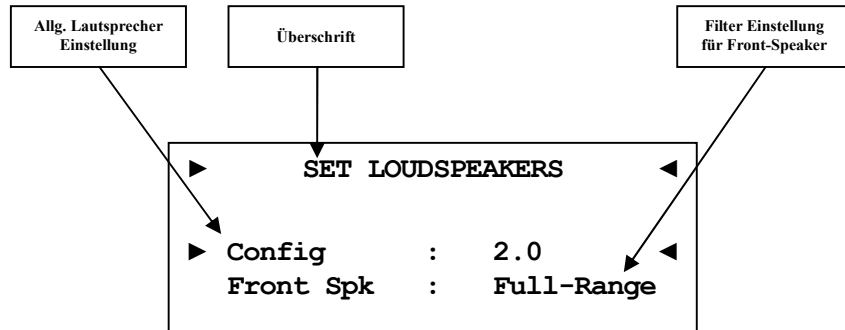 Allg. Lautsprecher
Einstellung
Überschrift
Filter Einstellung
für Front-Speaker
► SET LOUDSPEAKERS ◄
► Config : 2.0 ◄
Front Spk : Full-Range